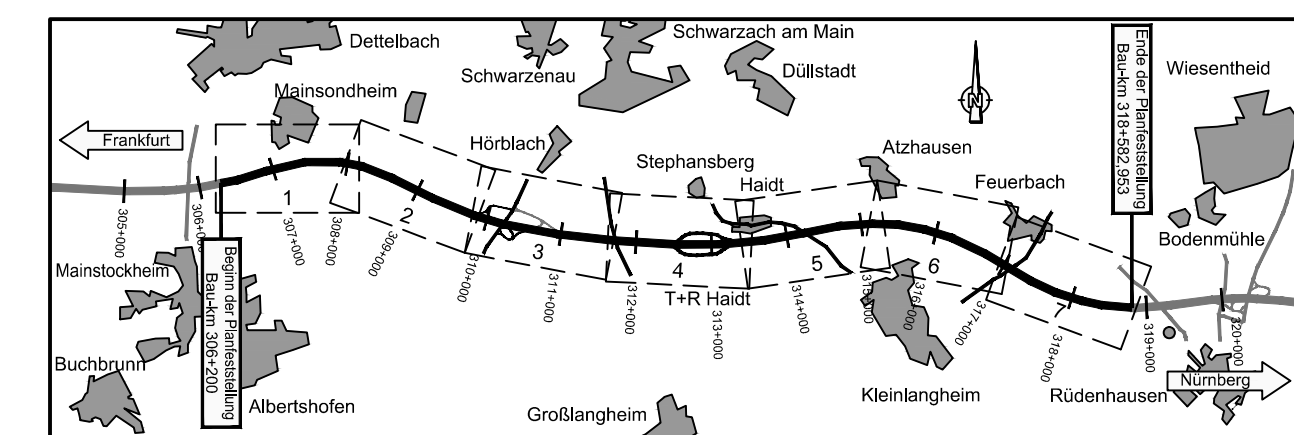 Dettelbach
Schwarzach am Main
Schwarzenau
Düllstadt
Wiesentheid
Mainsondheim
Frankfurt
Hörblach
Stephansberg
Haidt
Atzhausen
Feuerbach
N
Ende der Planfeststellung
Bau-km 318+582,953
Bodenmühle
1
2
3
4
5
6
7
305+000
306+000
307+000
308+000
309+000
310+000
311+000
312+000
313+000
314+000
315+000
316+000
317+000
318+000
319+000
320+000
T+R Haidt
Mainstockheim
Beginn der Planfeststellung
Bau-km 306+200
Buchbrunn
Albertshofen
Großlangheim
Kleinlangheim
Rüdenhausen
Nürnberg